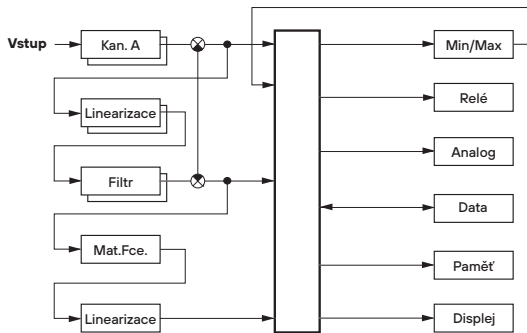 Vstup
Kan. A
Min/Max
Linearizace
Relé
Filtr
Analog
Mat.Fce.
Data
Paměť
Linearizace
Displej